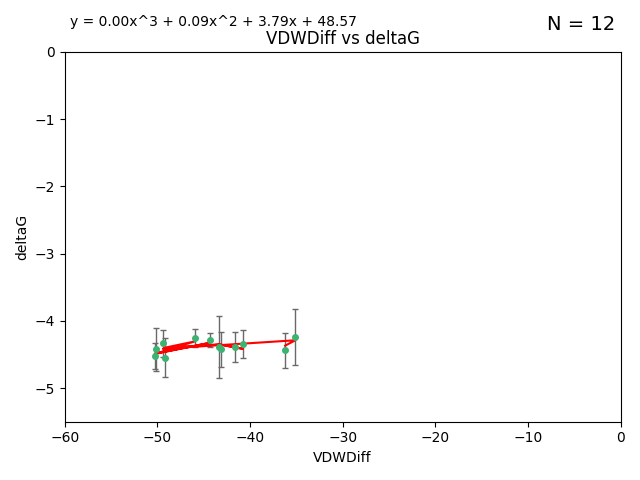 y = 0.00x^3 + 0.09x^2 + 3.79x + 48.57
N = 12
VDWDiff vs deltaG
0
−1
−2
−3
−4
−5
deltaG
−60 −50 −40 −30 −20 −10 0
VDWDiff